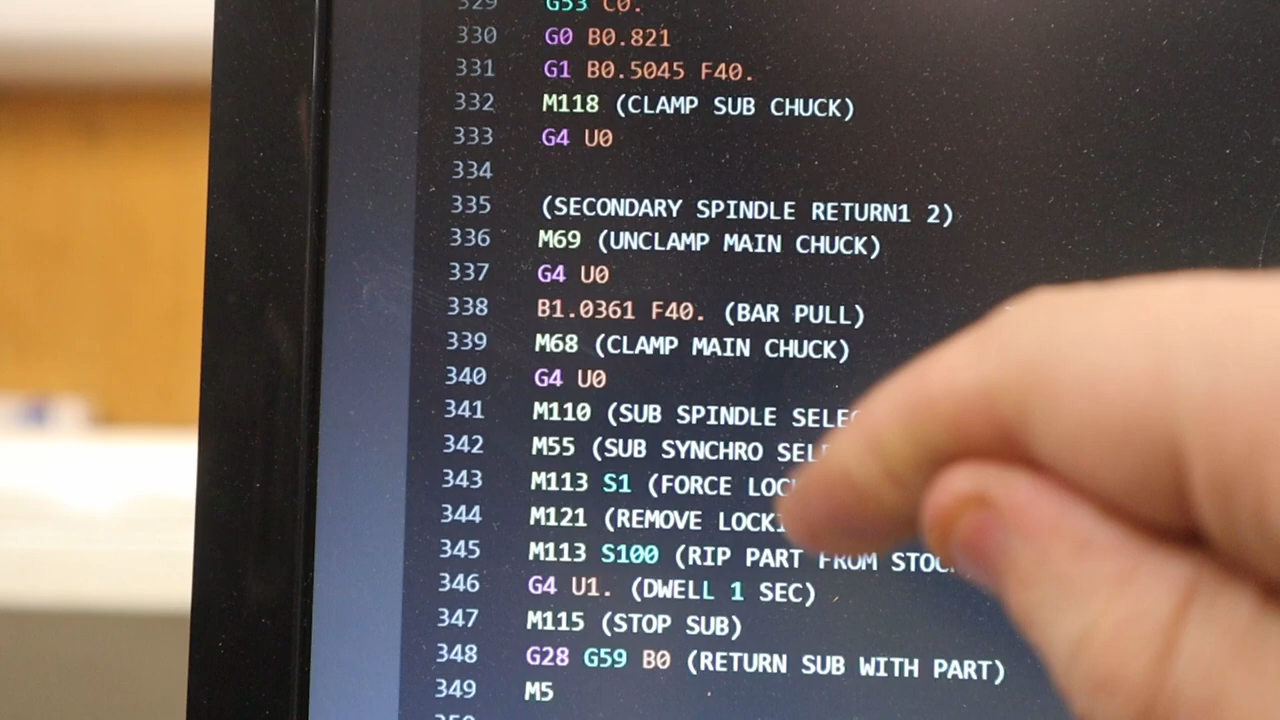 329 G53 C0.
330 G0 B0.821
331 G1 B0.5045 F40.
332 M118 (CLAMP SUB CHUCK)
333 G4 U0
334
335 (SECONDARY SPINDLE RETURN1 2)
336 M69 (UNCLAMP MAIN CHUCK)
337 G4 U0
338 B1.0361 F40. (BAR PULL)
339 M68 (CLAMP MAIN CHUCK)
340 G4 U0
341 M110 (SUB SPINDLE
342 M55 (SUB SYNCHRO
343 M113 S1 (FORCE
344 M121 (REMOVE
345 M113 S100 (RIP PART FROM
346 G4 U1. (DWELL 1 SEC)
347 M115 (STOP SUB)
348 G28 G59 B0 (RETURN SUB WITH PART)
349 M5